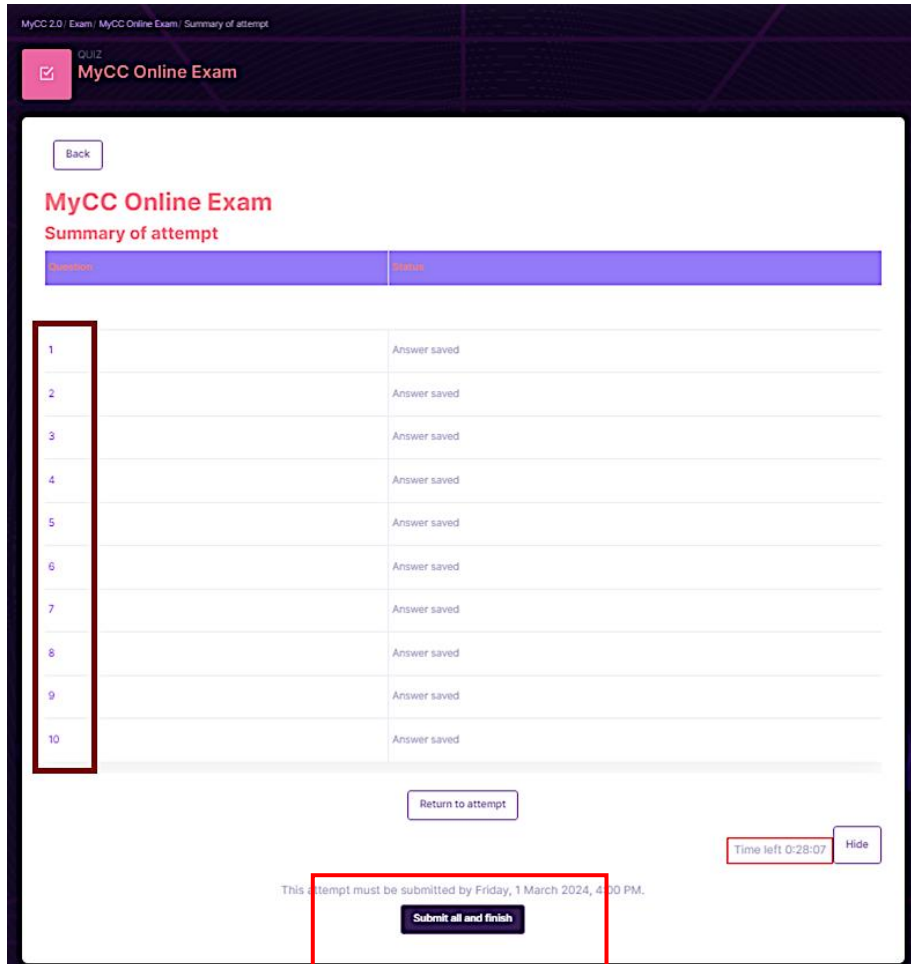 MyCC 2.0 / Exam / MyCC Online Exam / Summary of attempt
QUIZ
MyCC Online Exam
Back
MyCC Online Exam
Summary of attempt
Question Status
1 Answer saved
2 Answer saved
3 Answer saved
4 Answer saved
5 Answer saved
6 Answer saved
7 Answer saved
8 Answer saved
9 Answer saved
10 Answer saved
Return to attempt
Time left 0:28:07 Hide
This attempt must be submitted by Friday, 1 March 2024, 4:00 PM.
Submit all and finish